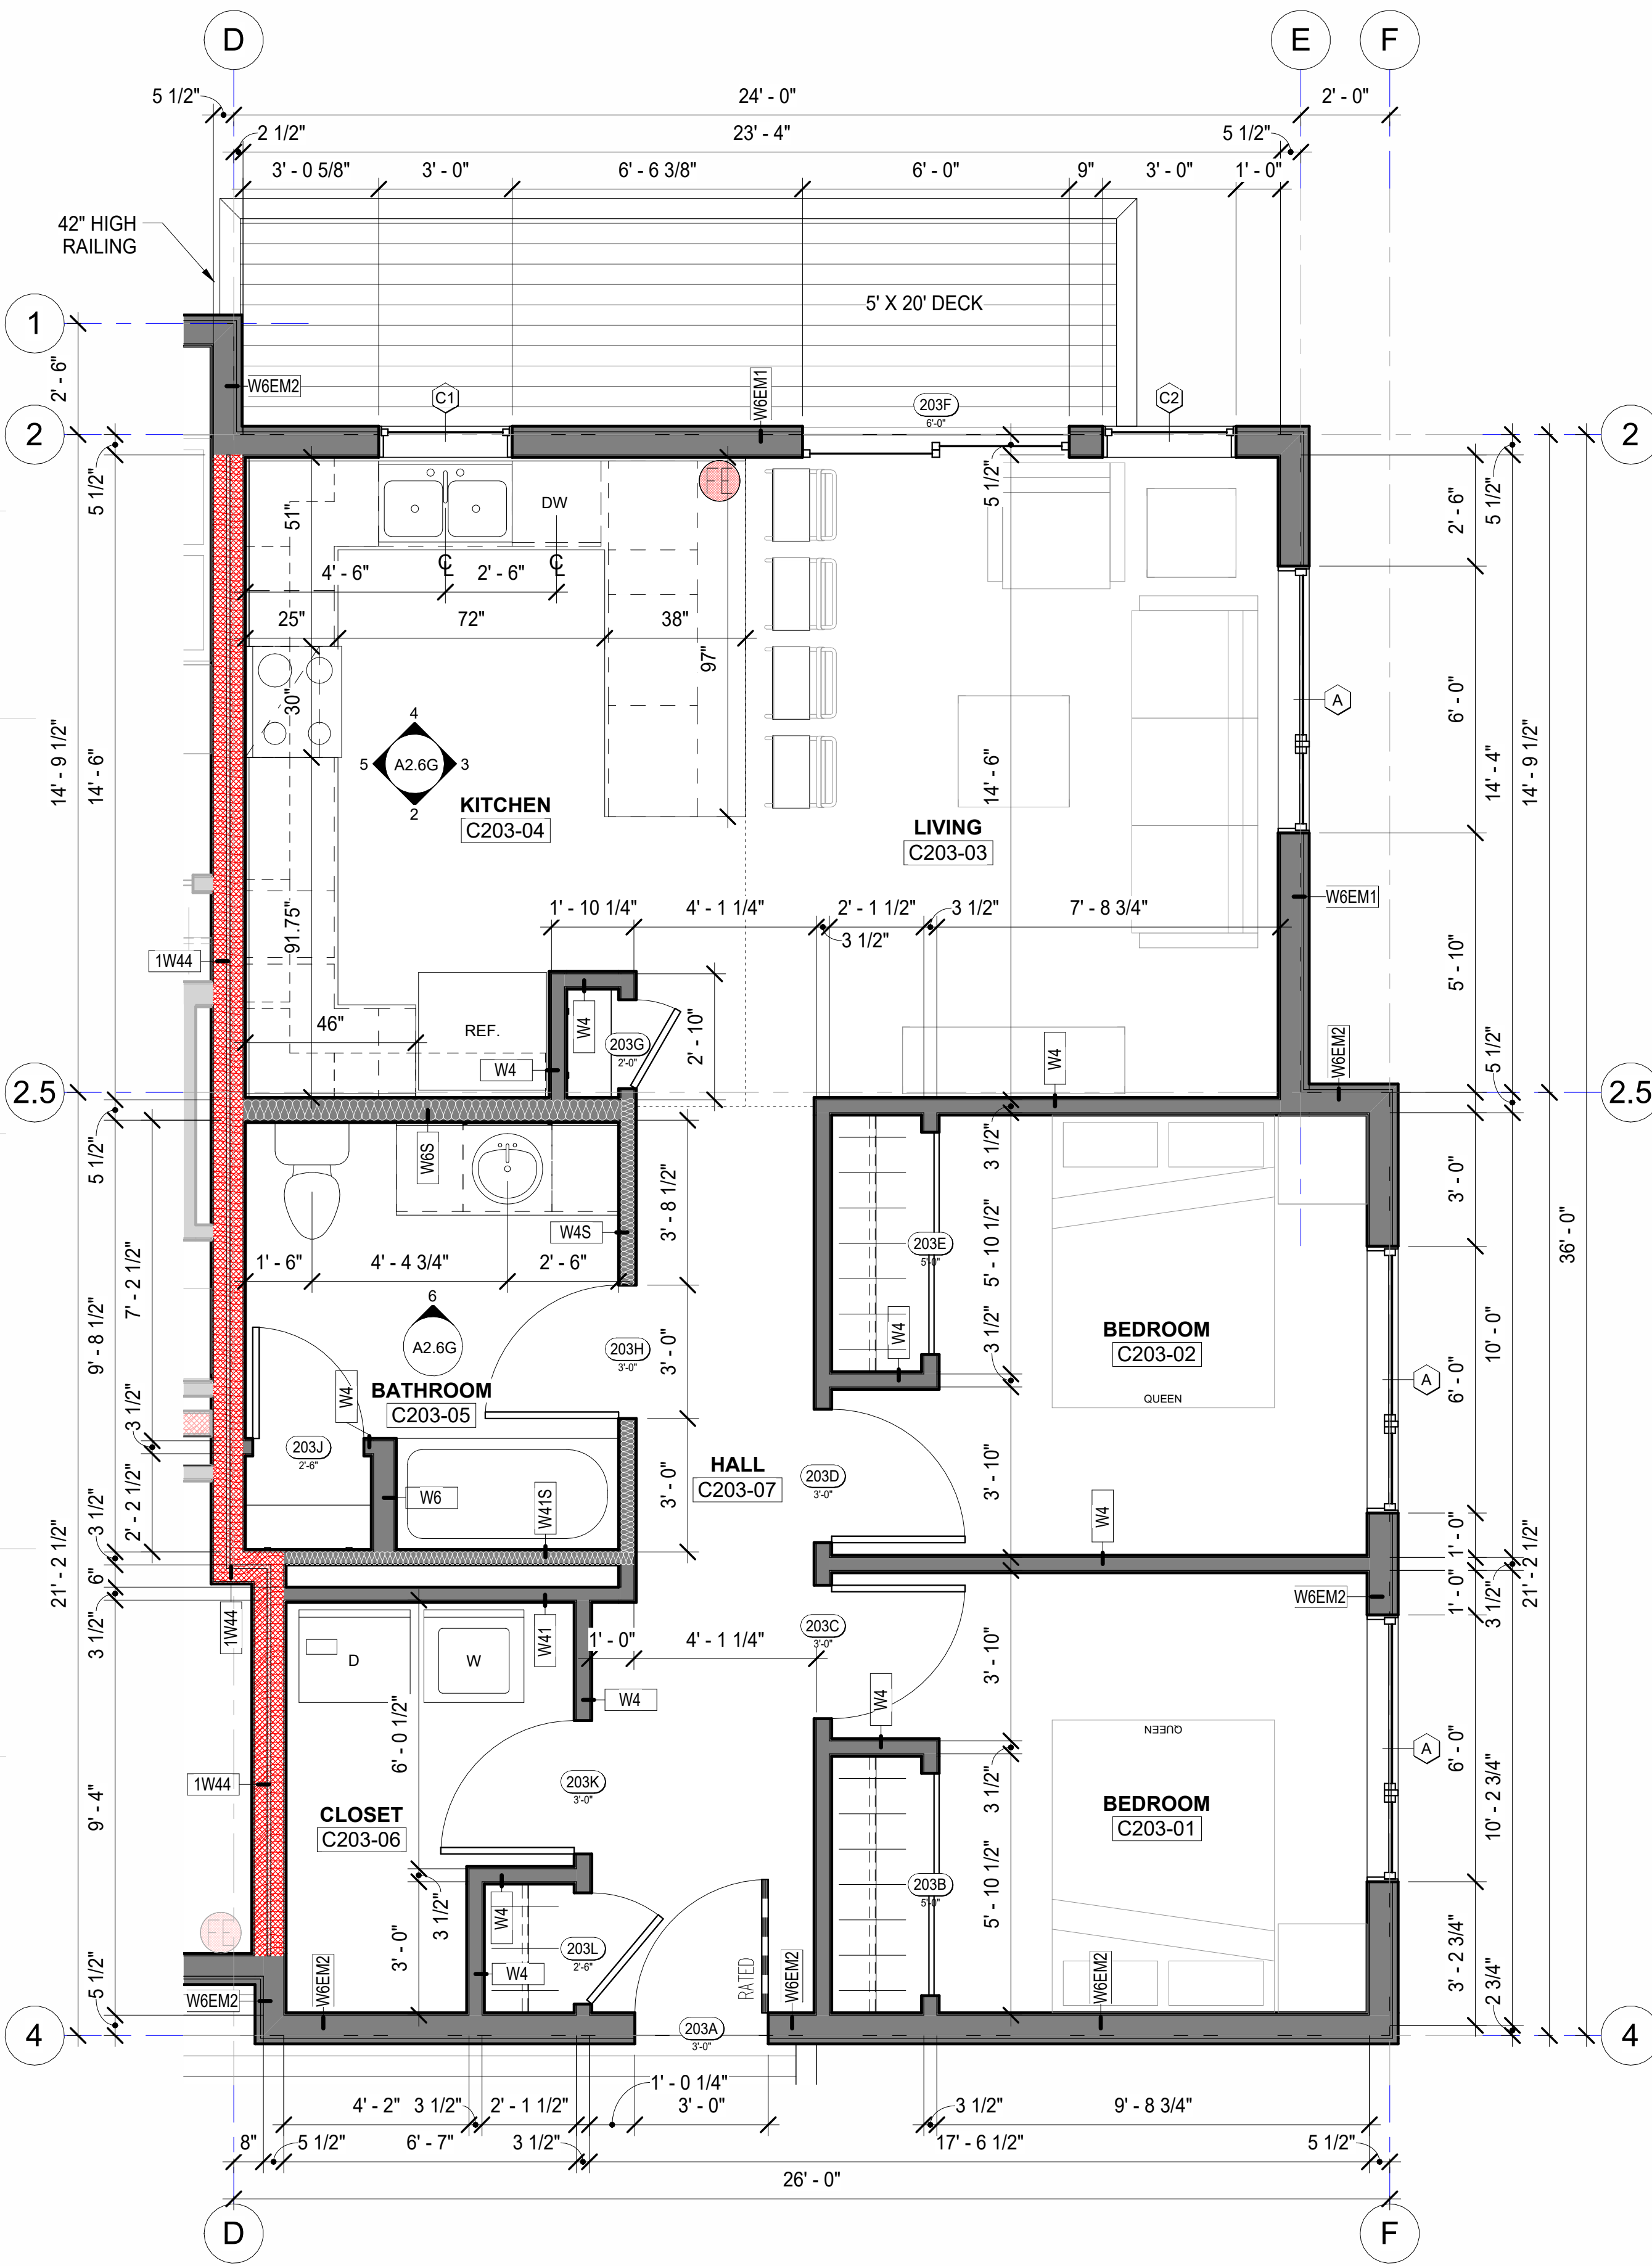 D
E
F
5 1/2"
24' - 0"
2' - 0"
2 1/2"
23' - 4"
5 1/2"
3' - 0 5/8"
3' - 0"
6' - 6 3/8"
6' - 0"
9"
3' - 0"
1' - 0"
42" HIGH
RAILING
5' X 20' DECK
1
2' - 6"
W6EM2
C1
W6EM1
203F
6'-0"
C2
2
2
5 1/2"
51"
DW
FE
5 1/2"
2' - 6"
5 1/2"
4' - 6"
CL
2' - 6"
CL
25"
72"
38"
97"
30"
6' - 0"
A
14' - 9 1/2"
14' - 6"
4
5
A2.6G
3
2
14' - 6"
14' - 4"
14' - 9 1/2"
KITCHEN
C203-04
LIVING
C203-03
W6EM1
91.75"
1' - 10 1/4"
4' - 1 1/4"
2' - 1 1/2"
3 1/2"
7' - 8 3/4"
3 1/2"
5' - 10"
1W44
46"
REF.
W4
203G
2'-0"
2' - 10"
W4
W4
W6EM2
5 1/2"
2.5
2.5
5 1/2"
W6S
W4S
3' - 8 1/2"
3 1/2"
3' - 0"
36' - 0"
7' - 2 1/2"
1' - 6"
4' - 4 3/4"
2' - 6"
203E
5'-0"
5' - 10 1/2"
9' - 8 1/2"
6
A2.6G
203H
3'-0"
3' - 0"
W4
3 1/2"
BEDROOM
C203-02
QUEEN
10' - 0"
6' - 0"
A
BATHROOM
C203-05
W4
3 1/2"
203J
2'-6"
W6
W41S
3' - 0"
HALL
C203-07
203D
3'-0"
3' - 10"
W4
2' - 2 1/2"
3 1/2"
6"
3 1/2"
21' - 2 1/2"
1' - 0"
1' - 0"
3 1/2"
21' - 2 1/2"
W6EM2
1W44
W41
D
W
1' - 0"
4' - 1 1/4"
203C
3'-0"
3' - 10"
W4
W4
6' - 0 1/2"
QUEEN
6' - 0"
A
10' - 2 3/4"
1W44
9' - 4"
203K
3'-0"
CLOSET
C203-06
3 1/2"
BEDROOM
C203-01
3 1/2"
W4
203B
5'-0"
5' - 10 1/2"
FE
3' - 0"
W4
203L
2'-6"
RATED
3' - 2 3/4"
2 3/4"
5 1/2"
W6EM2
W6EM2
W6EM2
W6EM2
4
203A
3'-0"
4
1' - 0 1/4"
4' - 2"
3 1/2"
2' - 1 1/2"
3' - 0"
3 1/2"
9' - 8 3/4"
8"
5 1/2"
6' - 7"
3 1/2"
17' - 6 1/2"
5 1/2"
26' - 0"
D
F